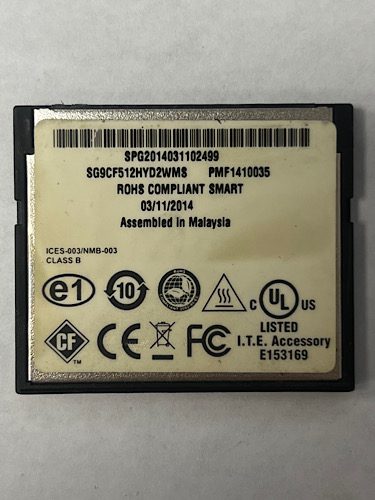 SPG2014031102499
SG9CF512HYD2WMS PMF1410035
ROHS COMPLIANT SMART
03/11/2014
Assembled in Malaysia
ICES-003/NMB-003
CLASS B
e1 10 C UL US
LISTED
CF TM CE FC I.T.E. Accessory
E153169